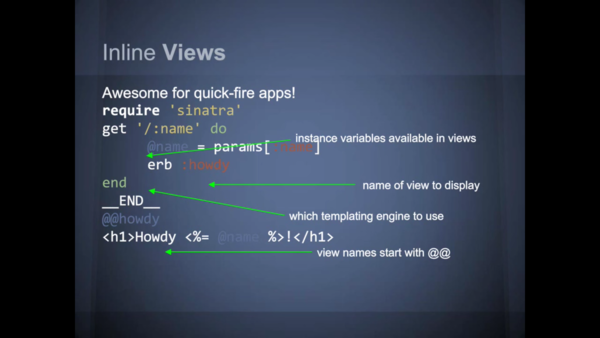 Inline Views
Awesome for quick-fire apps!
require 'sinatra'
get '/:name' do
@name = params[:name]
instance variables available in views
erb :howdy
end
name of view to display
__END__
which templating engine to use
@@howdy
<h1>Howdy <%= @name %>!</h1>
view names start with @@